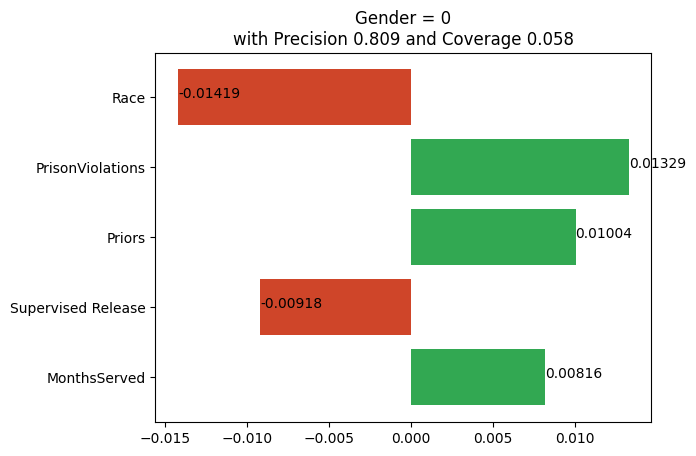 Gender = 0
with Precision 0.809 and Coverage 0.058
Race
-0.01419
PrisonViolations
0.01329
Priors
0.01004
Supervised Release
-0.00918
MonthsServed
0.00816
−0.015 −0.010 −0.005 0.000 0.005 0.010